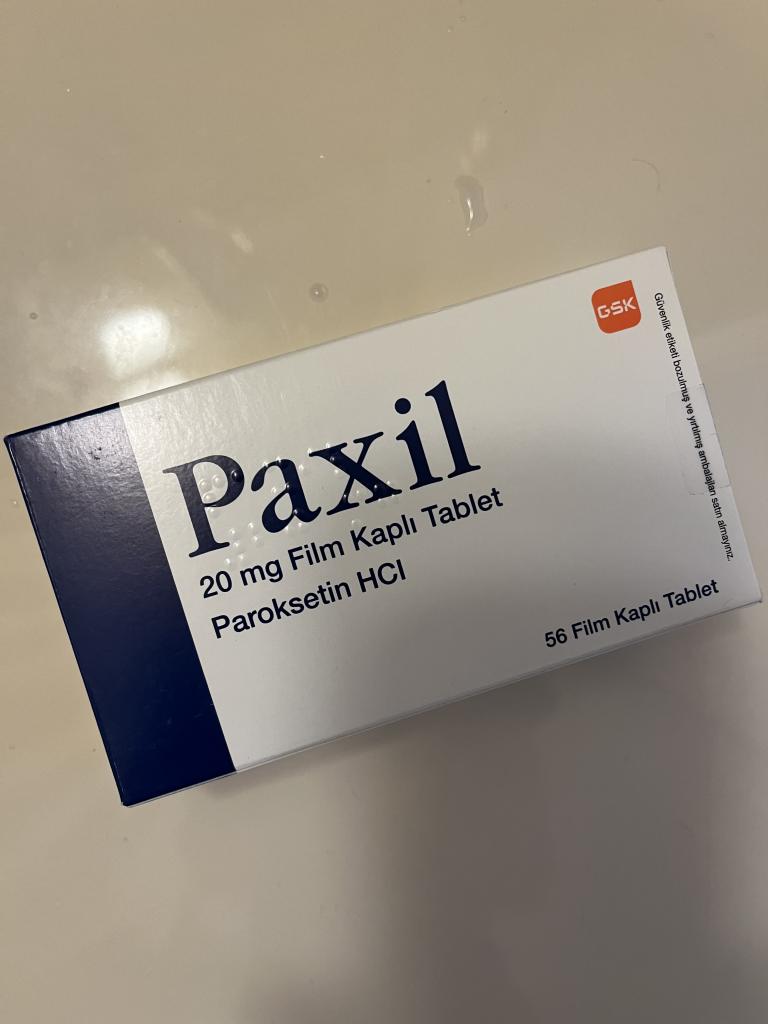 GSK
Güvenlik etiketi bozulmuş ve yırtılmış ambalajları satın almayınız.
Paxil
20 mg Film Kaplı Tablet
Paroksetin HCl
56 Film Kaplı Tablet